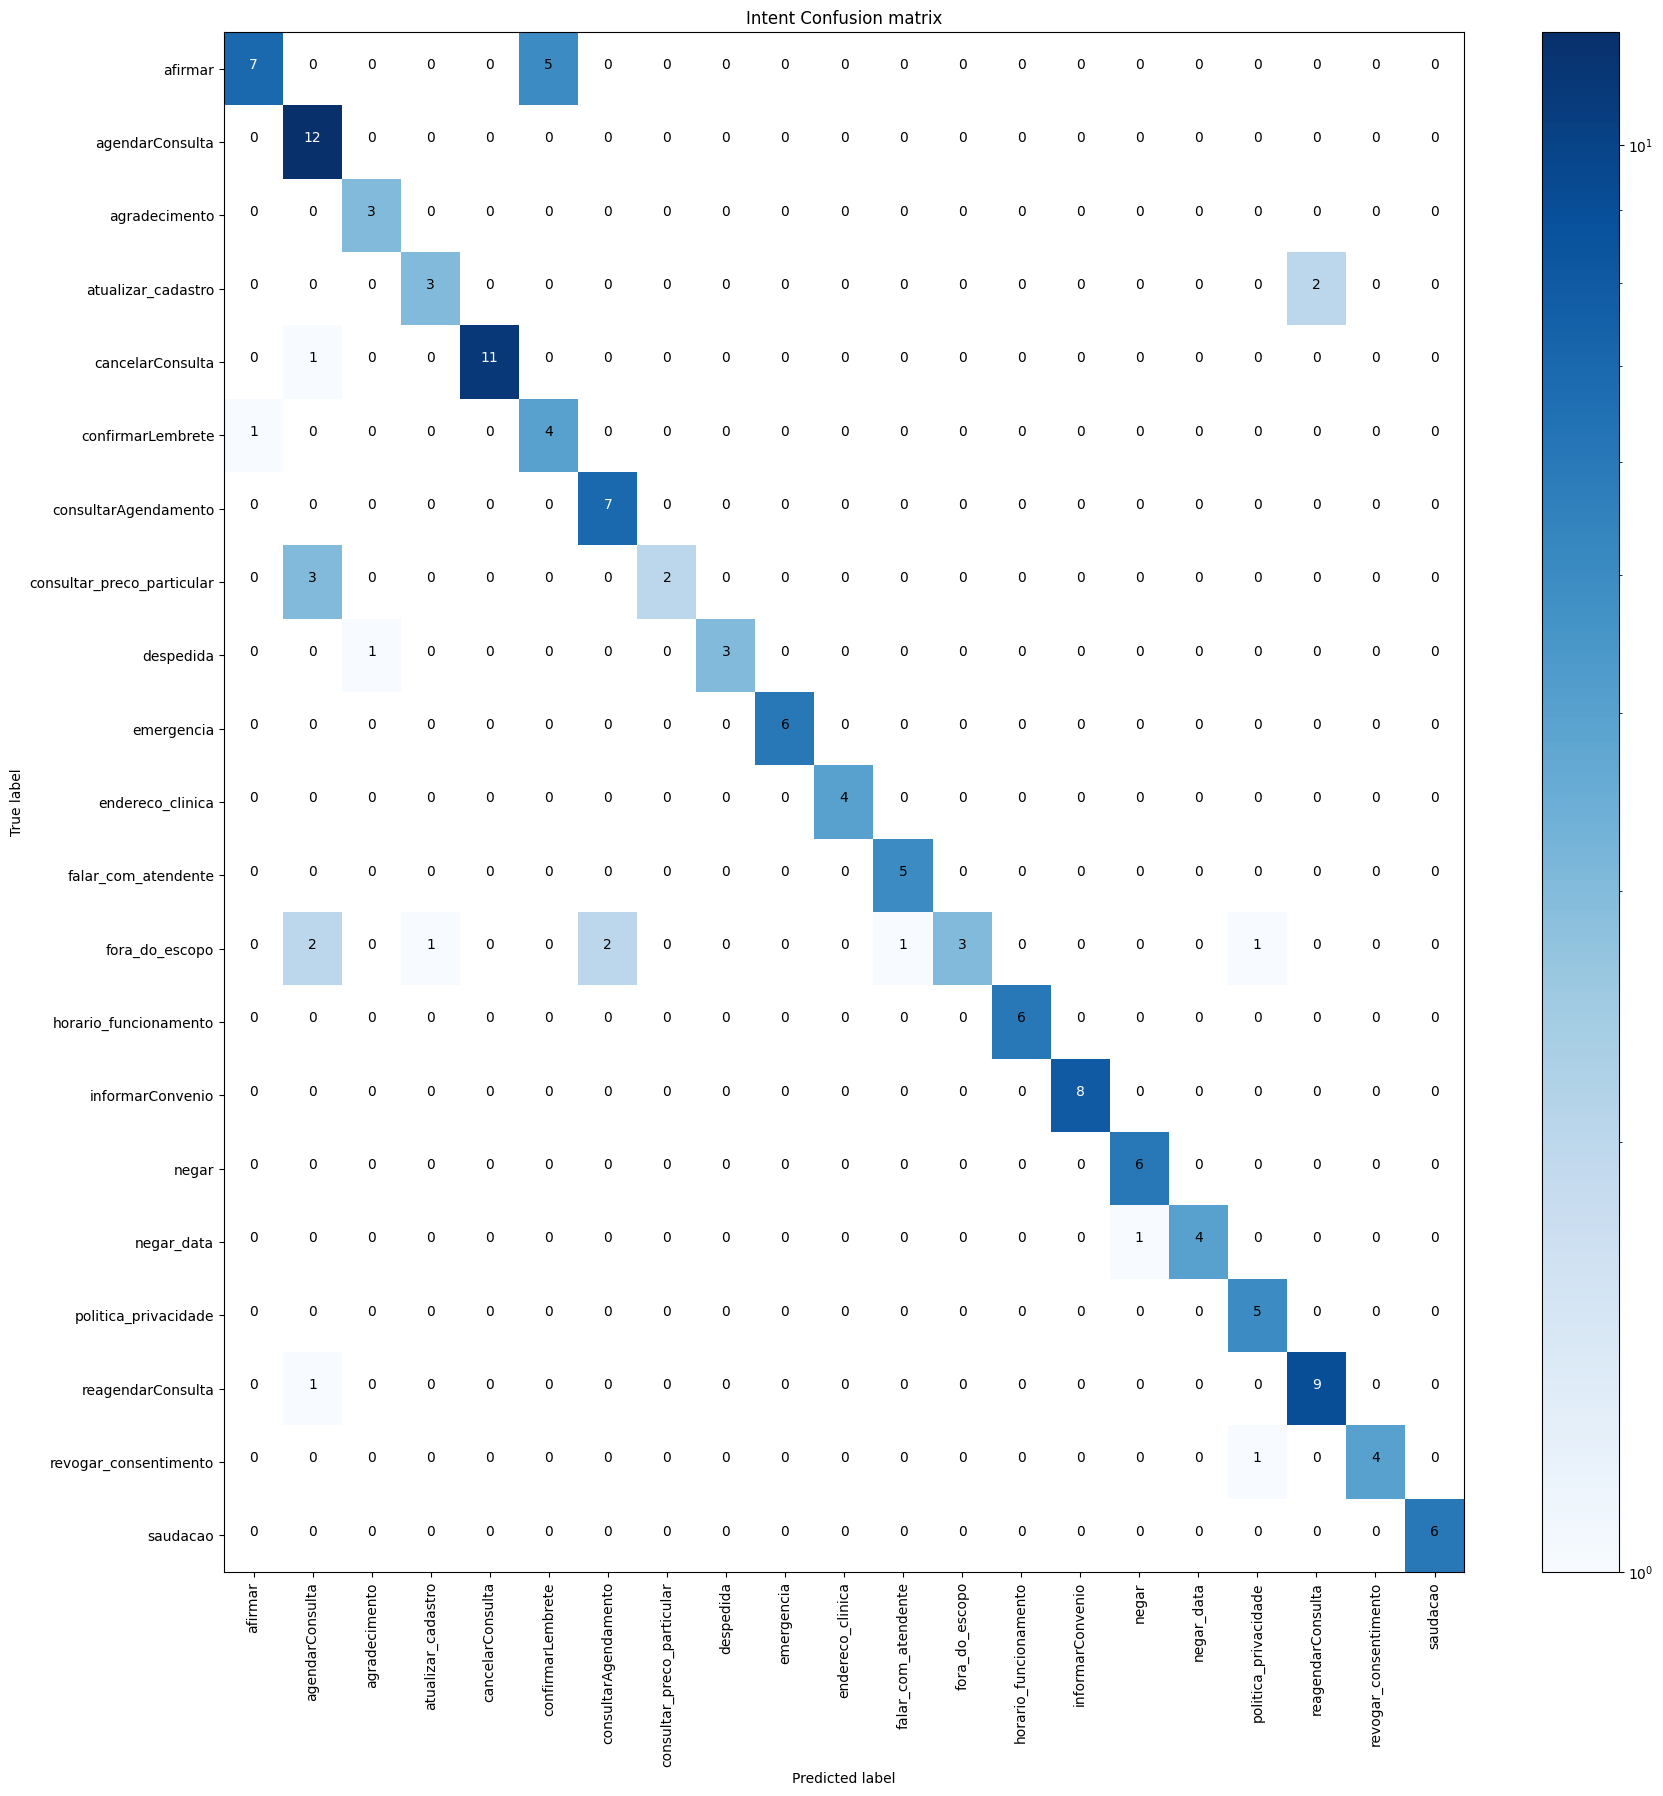 Intent Confusion matrix
afirmar 7 0 0 0 0 5 0 0 0 0 0 0 0 0 0 0 0 0 0 0 0
agendarConsulta 0 12 0 0 0 0 0 0 0 0 0 0 0 0 0 0 0 0 0 0 0
agradecimento 0 0 3 0 0 0 0 0 0 0 0 0 0 0 0 0 0 0 0 0 0
atualizar_cadastro 0 0 0 3 0 0 0 0 0 0 0 0 0 0 0 0 0 0 2 0 0
cancelarConsulta 0 1 0 0 11 0 0 0 0 0 0 0 0 0 0 0 0 0 0 0 0
confirmarLembrete 1 0 0 0 0 4 0 0 0 0 0 0 0 0 0 0 0 0 0 0 0
consultarAgendamento 0 0 0 0 0 0 7 0 0 0 0 0 0 0 0 0 0 0 0 0 0
consultar_preco_particular 0 3 0 0 0 0 0 2 0 0 0 0 0 0 0 0 0 0 0 0 0
despedida 0 0 1 0 0 0 0 0 3 0 0 0 0 0 0 0 0 0 0 0 0
emergencia 0 0 0 0 0 0 0 0 0 6 0 0 0 0 0 0 0 0 0 0 0
endereco_clinica 0 0 0 0 0 0 0 0 0 0 4 0 0 0 0 0 0 0 0 0 0
falar_com_atendente 0 0 0 0 0 0 0 0 0 0 0 5 0 0 0 0 0 0 0 0 0
fora_do_escopo 0 2 0 1 0 0 2 0 0 0 0 1 3 0 0 0 0 1 0 0 0
horario_funcionamento 0 0 0 0 0 0 0 0 0 0 0 0 0 6 0 0 0 0 0 0 0
informarConvenio 0 0 0 0 0 0 0 0 0 0 0 0 0 0 8 0 0 0 0 0 0
negar 0 0 0 0 0 0 0 0 0 0 0 0 0 0 0 6 0 0 0 0 0
negar_data 0 0 0 0 0 0 0 0 0 0 0 0 0 0 0 1 4 0 0 0 0
politica_privacidade 0 0 0 0 0 0 0 0 0 0 0 0 0 0 0 0 0 5 0 0 0
reagendarConsulta 0 1 0 0 0 0 0 0 0 0 0 0 0 0 0 0 0 0 9 0 0
revogar_consentimento 0 0 0 0 0 0 0 0 0 0 0 0 0 0 0 0 0 1 0 4 0
saudacao 0 0 0 0 0 0 0 0 0 0 0 0 0 0 0 0 0 0 0 0 6
True label
afirmar
agendarConsulta
agradecimento
atualizar_cadastro
cancelarConsulta
confirmarLembrete
consultarAgendamento
consultar_preco_particular
despedida
emergencia
endereco_clinica
falar_com_atendente
fora_do_escopo
horario_funcionamento
informarConvenio
negar
negar_data
politica_privacidade
reagendarConsulta
revogar_consentimento
saudacao
Predicted label
10¹
10⁰